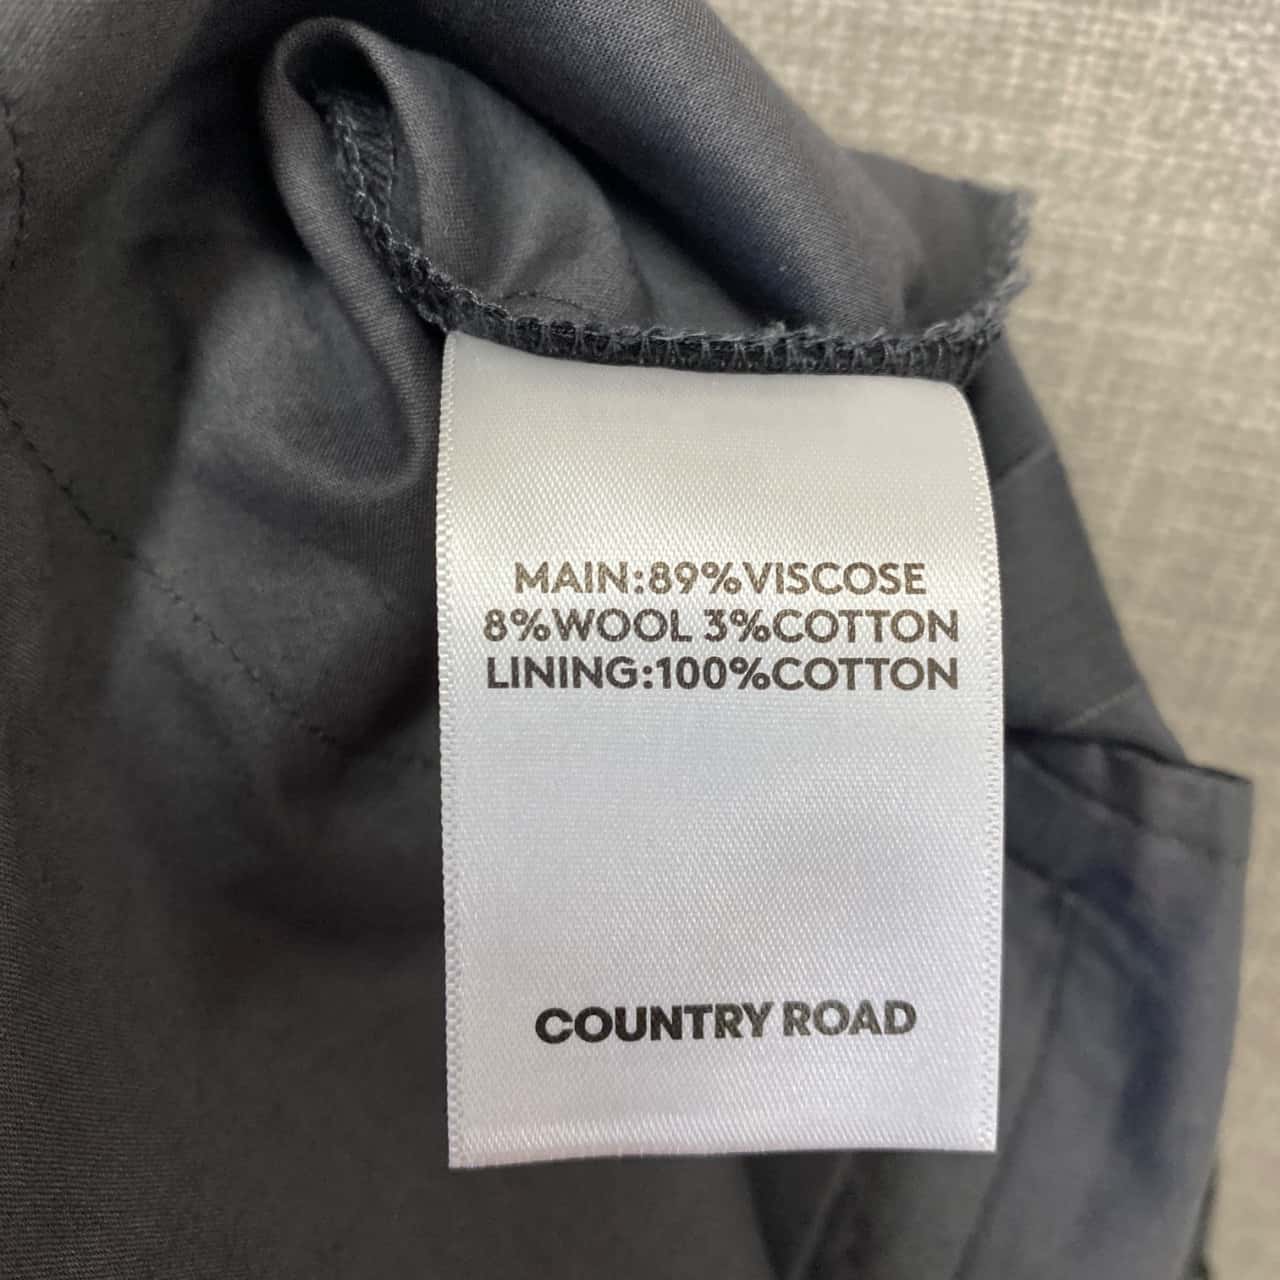 MAIN:89%VISCOSE
8%WOOL 3%COTTON
LINING:100%COTTON
COUNTRY ROAD